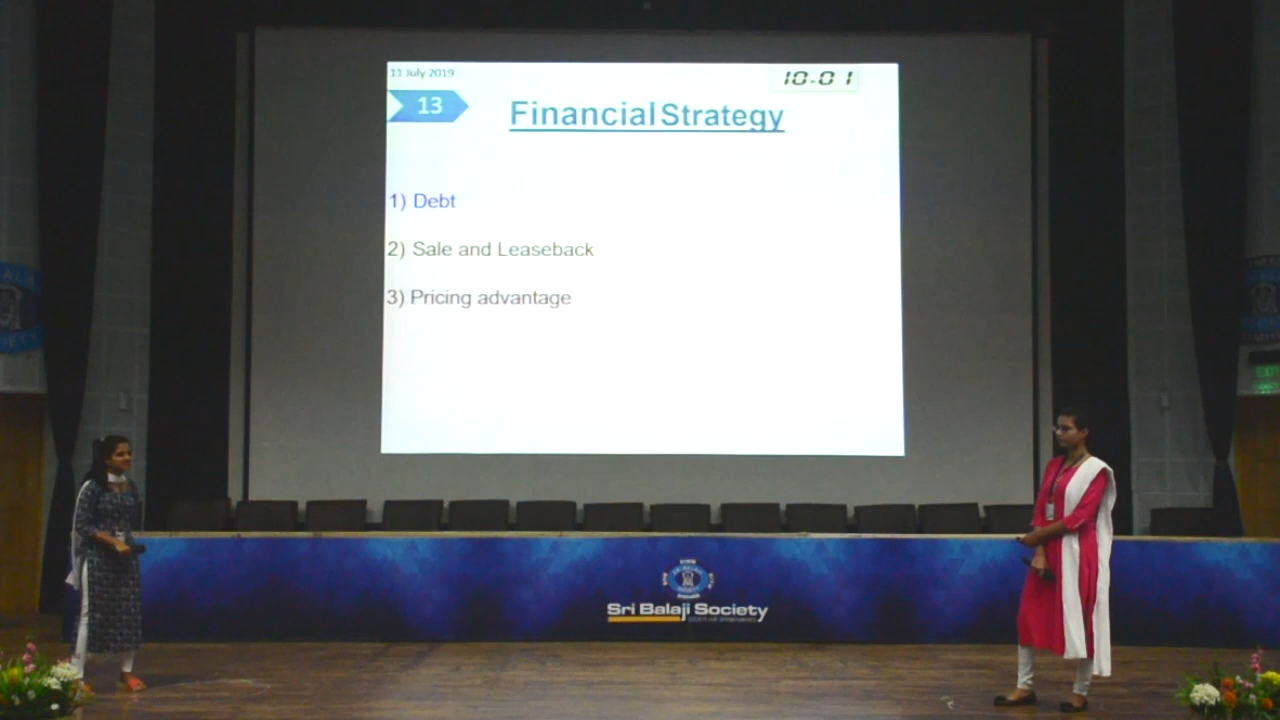 11 July 2019
10-01
13
Financial Strategy
1) Debt
2) Sale and Leaseback
3) Pricing advantage
Sri Balaji Society
EXIT